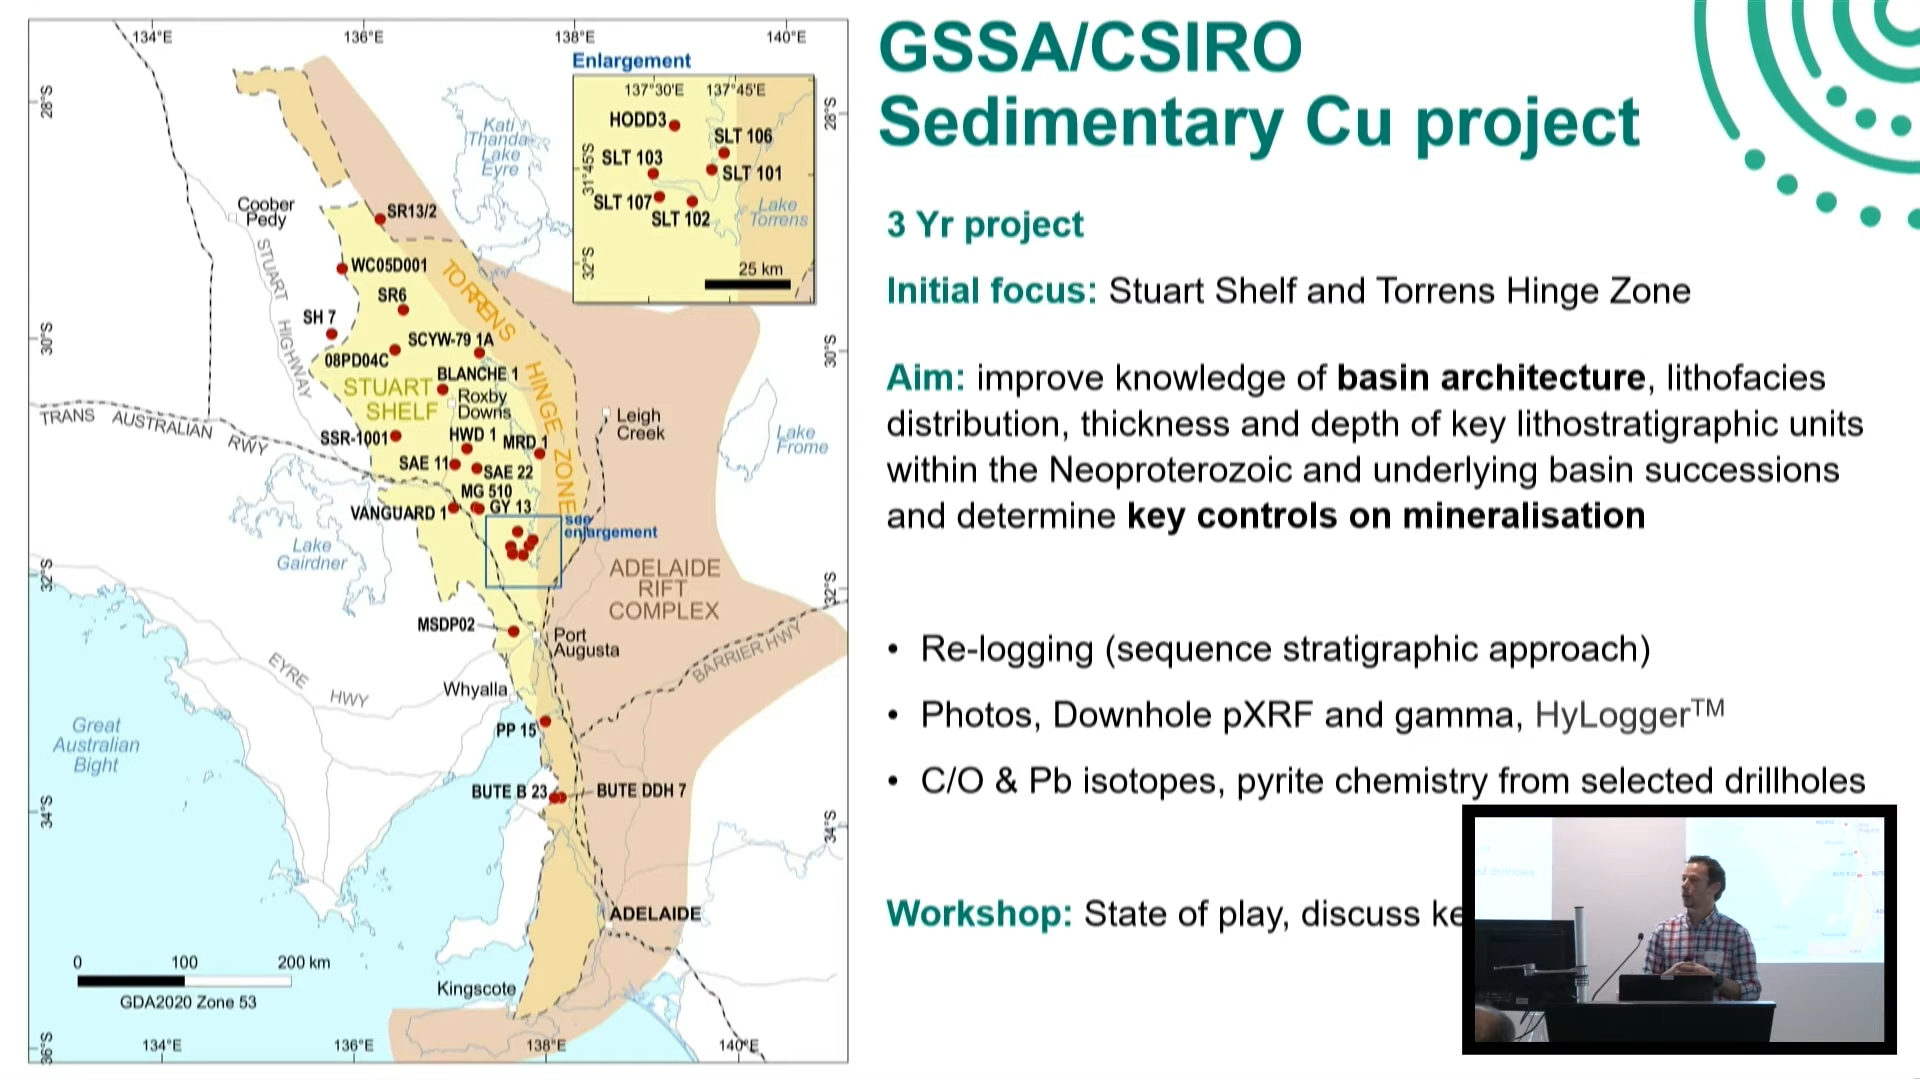 134°E 136°E 138°E 140°E
Enlargement
137°30'E 137°45'E
28°S
28°S
HODD3
SLT 106
31°45'S
SLT 103
SLT 101
SLT 107
SLT 102
Lake
Torrens
32°S
25 km
Kati
Thanda-
Lake
Eyre
Coober
Pedy
SR13/2
STUART HIGHWAY
WC05D001
TORRENS HINGE ZONE
SR6
SH 7
30°S
30°S
SCYW-79 1A
08PD04C
BLANCHE 1
STUART
SHELF
Roxby
Downs
Leigh
Creek
TRANS AUSTRALIAN RWY
SSR-1001
HWD 1
MRD 1
Lake
Frome
SAE 11
SAE 22
MG 510
VANGUARD 1
GY 13
see
enlargement
Lake
Gairdner
32°S
32°S
ADELAIDE
RIFT
COMPLEX
MSDP02
Port
Augusta
BARRIER HWY
EYRE HWY
Whyalla
Great
Australian
Bight
PP 15
BUTE B 23
BUTE DDH 7
34°S
34°S
ADELAIDE
0 100 200 km
GDA2020 Zone 53
Kingscote
36°S
134°E 136°E 138°E 140°E
GSSA/CSIRO
Sedimentary Cu project
3 Yr project
Initial focus: Stuart Shelf and Torrens Hinge Zone
Aim: improve knowledge of basin architecture, lithofacies
distribution, thickness and depth of key lithostratigraphic units
within the Neoproterozoic and underlying basin successions
and determine key controls on mineralisation
• Re-logging (sequence stratigraphic approach)
• Photos, Downhole pXRF and gamma, HyLogger™
• C/O & Pb isotopes, pyrite chemistry from selected drillholes
Workshop: State of play, discuss ke